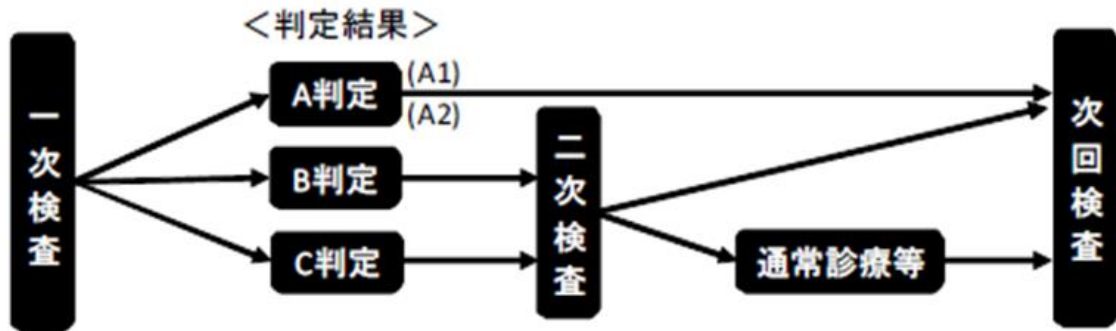 ＜判定結果＞
一次検査
A判定
(A1)
(A2)
B判定
C判定
二次検査
通常診療等
次回検査